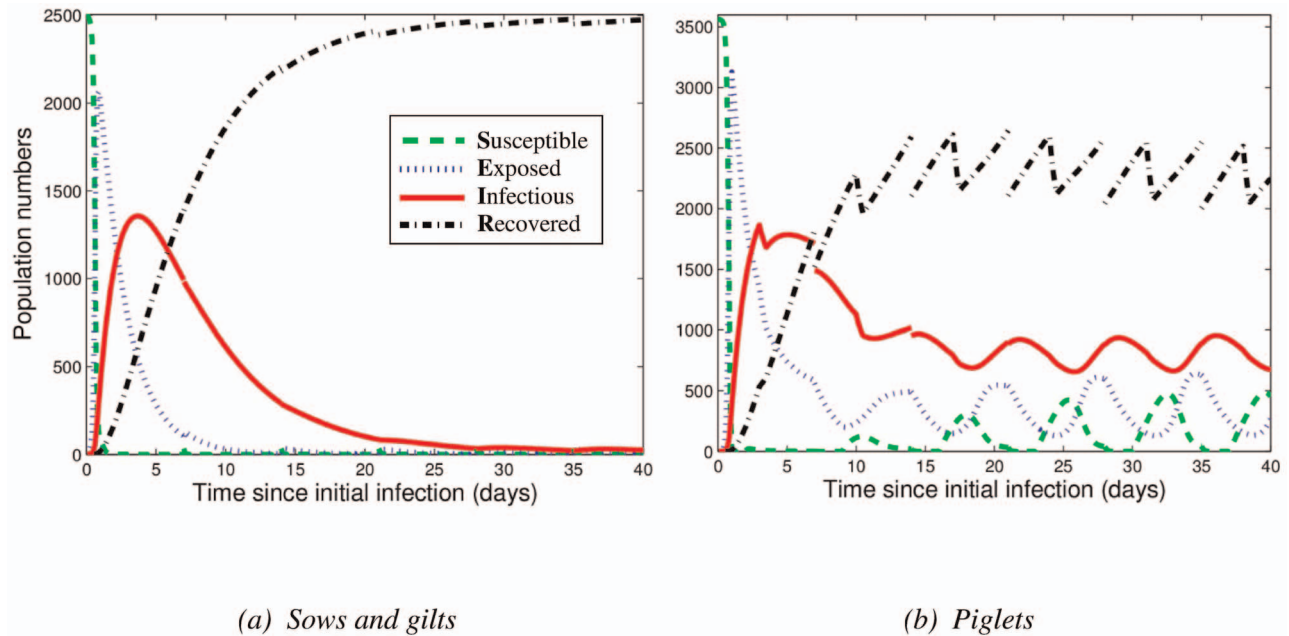 2500
2000
1500
1000
500
0
Population numbers
Susceptible
Exposed
Infectious
Recovered
0 5 10 15 20 25 30 35 40
Time since initial infection (days)
(a) Sows and gilts
3500
3000
2500
2000
1500
1000
500
0
0 5 10 15 20 25 30 35 40
Time since initial infection (days)
(b) Piglets